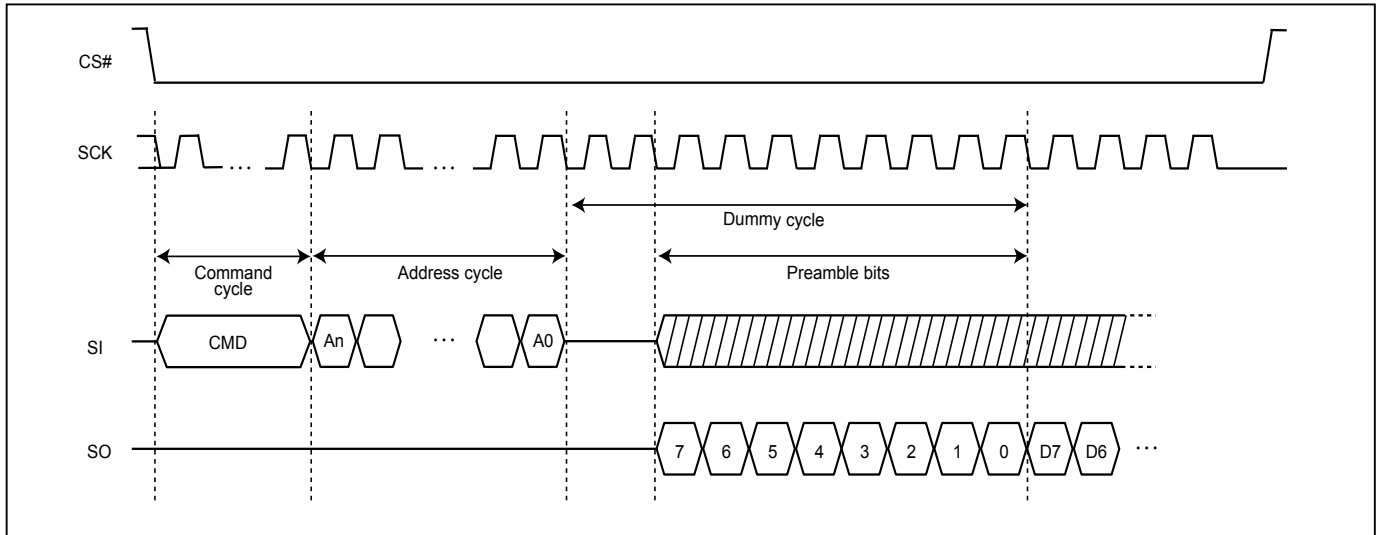 CS#
SCK
...
...
Dummy cycle
Command
cycle
Address cycle
Preamble bits
SI
CMD
An
...
A0
SO
7 6 5 4 3 2 1 0 D7 D6 ...